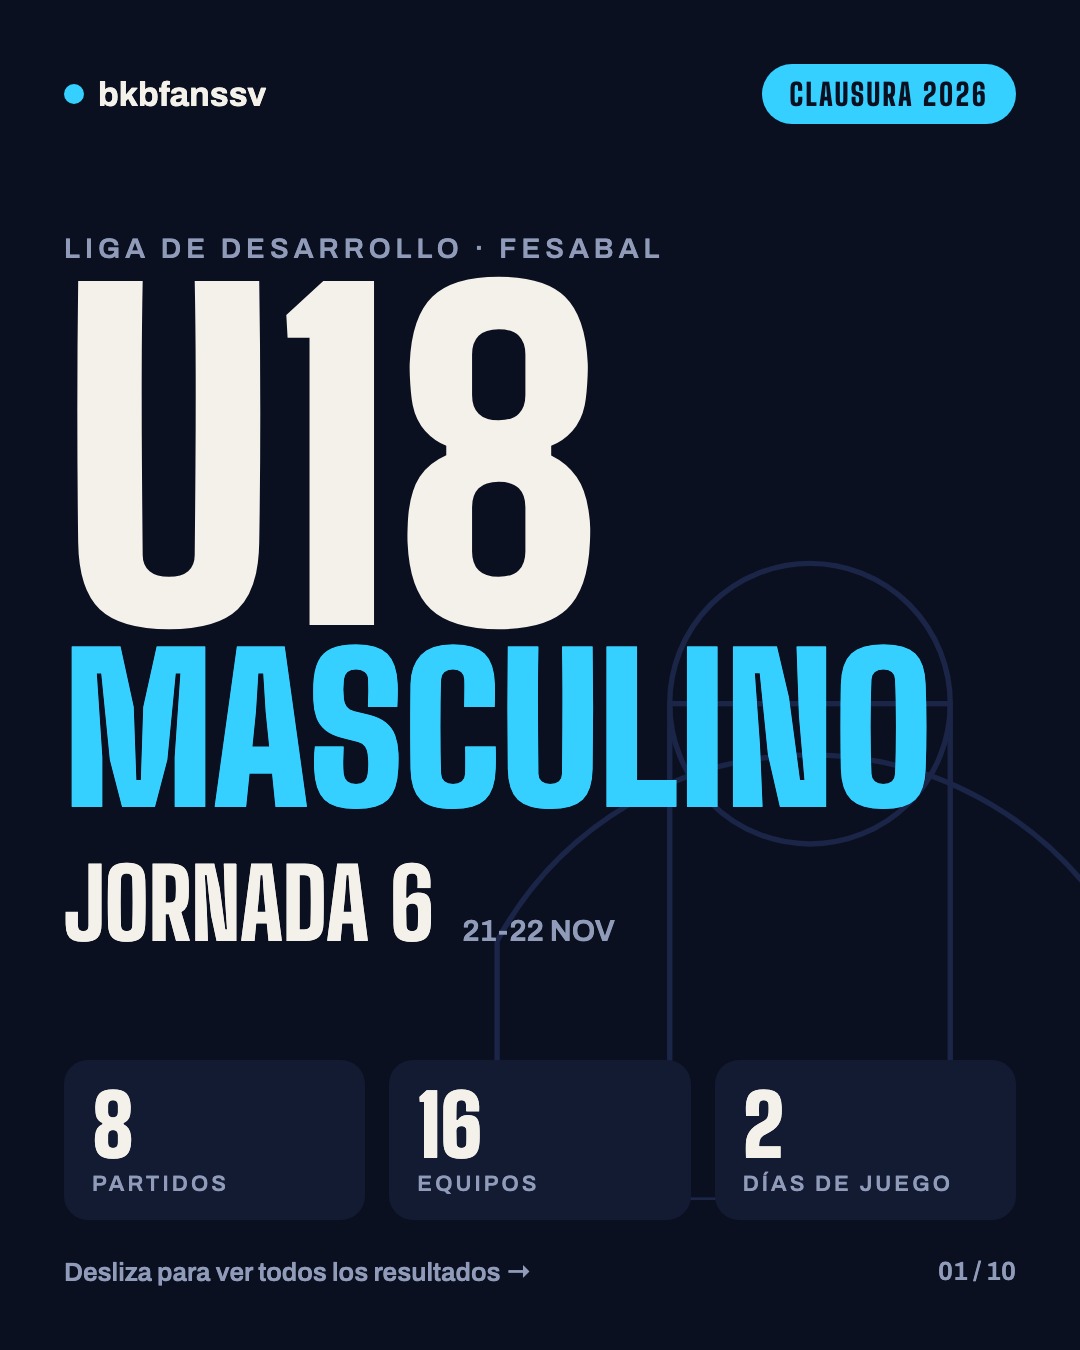 bkbfanssv
CLAUSURA 2026
LIGA DE DESARROLLO · FESABAL
U18
MASCULINO
JORNADA 6 21-22 NOV
8
PARTIDOS
16
EQUIPOS
2
DÍAS DE JUEGO
Desliza para ver todos los resultados →
01 / 10